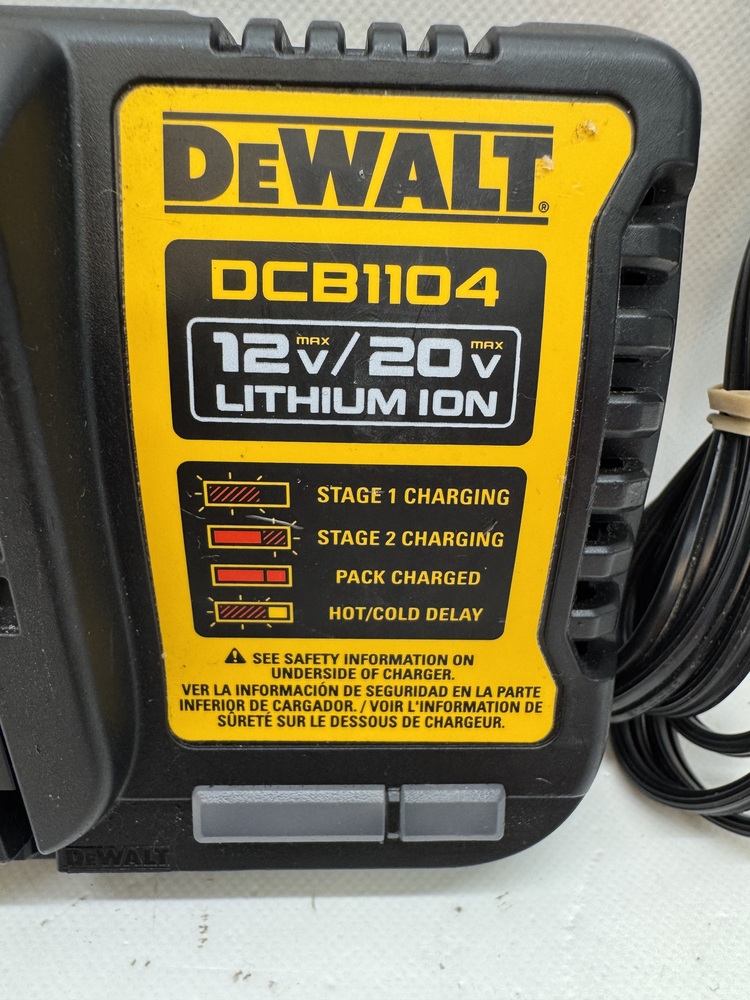 DEWALT®
DCB1104
12 max V / 20 max V
LITHIUM ION
STAGE 1 CHARGING
STAGE 2 CHARGING
PACK CHARGED
HOT/COLD DELAY
SEE SAFETY INFORMATION ON
UNDERSIDE OF CHARGER.
VER LA INFORMACIÓN DE SEGURIDAD EN LA PARTE
INFERIOR DE CARGADOR. / VOIR L'INFORMATION DE
SÛRETÉ SUR LE DESSOUS DE CHARGEUR.
DEWALT